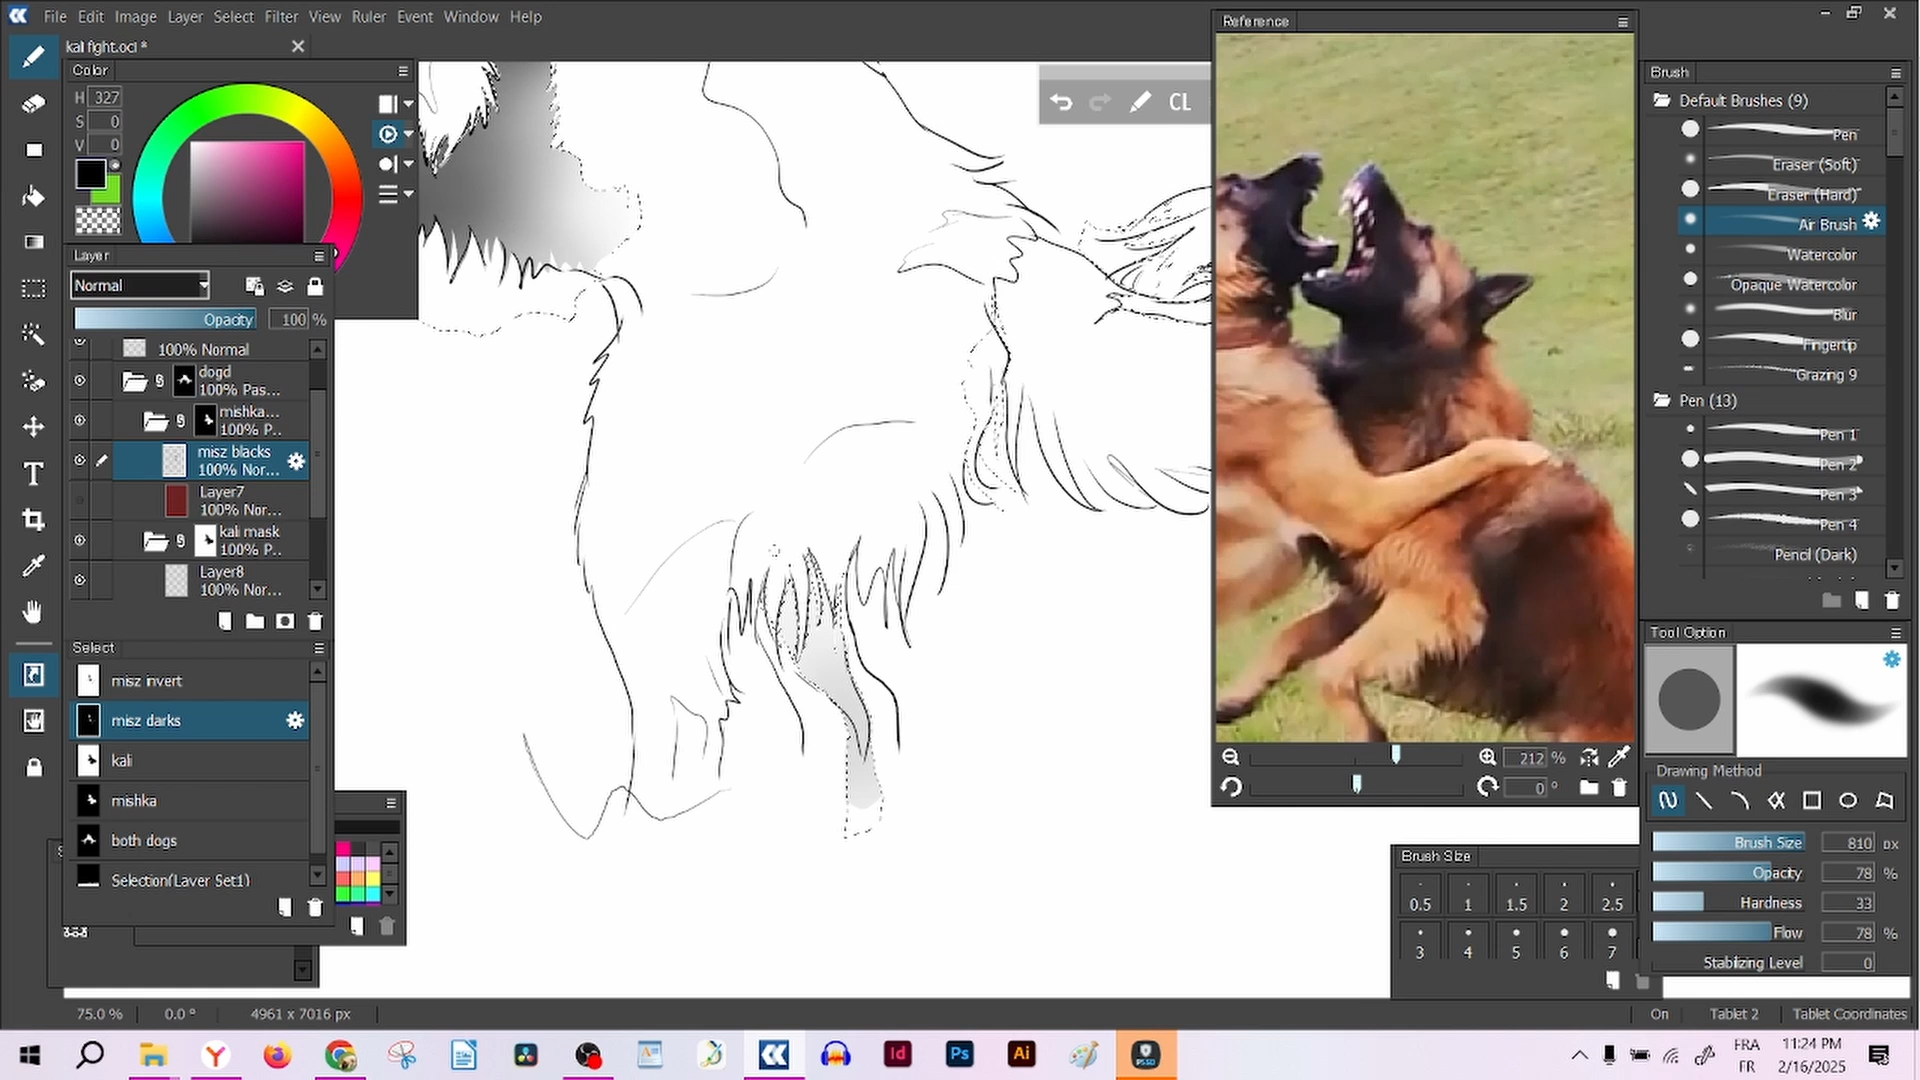 File Edit Image Layer Select Filter View Ruler Event Window Help
kali fight.oci *
Color
H 327
S 0
V 0
Layer
Normal
Opacity 100 %
100% Normal
dogd
100% Pas...
mishka...
100% P..
misz blacks
100% Nor...
Layer7
100% Nor...
kali mask
100% P..
Layer8
100% Nor...
Select
misz invert
misz darks
kali
mishka
both dogs
Selection(Layer Set1)
CL
Reference
212 %
0 °
Brush
Default Brushes (9)
Pen
Eraser (Soft)
Eraser (Hard)
Air Brush
Watercolor
Opaque Watercolor
Blur
Fingertip
Grazing 9
Pen (13)
Pen 1
Pen 2
Pen 3
Pen 4
Pencil (Dark)
Tool Option
Drawing Method
Brush Size 810 px
Opacity 78 %
Hardness 33
Flow 78 %
Stabilizing Level 0
Brush Size
0.5 1 1.5 2 2.5
3 4 5 6 7
75.0 % 0.0 ° 4961 x 7016 px
On Tablet 2 Tablet Coordinates
Id Ps Ai
FRA
FR
11:24 PM
2/16/2025